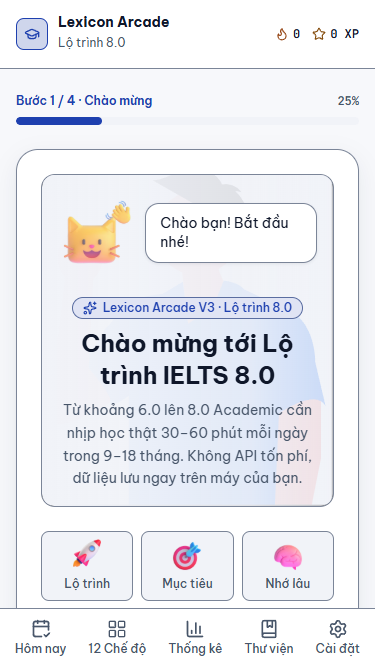 Lexicon Arcade
Lộ trình 8.0
0
0 XP
Bước 1 / 4 · Chào mừng
25%
Chào bạn! Bắt đầu
nhé!
Lexicon Arcade V3 · Lộ trình 8.0
Chào mừng tới Lộ
trình IELTS 8.0
Từ khoảng 6.0 lên 8.0 Academic cần
nhịp học thật 30–60 phút mỗi ngày
trong 9–18 tháng. Không API tốn phí,
dữ liệu lưu ngay trên máy của bạn.
Lộ trình
Mục tiêu
Nhớ lâu
Hôm nay
12 Chế độ
Thống kê
Thư viện
Cài đặt